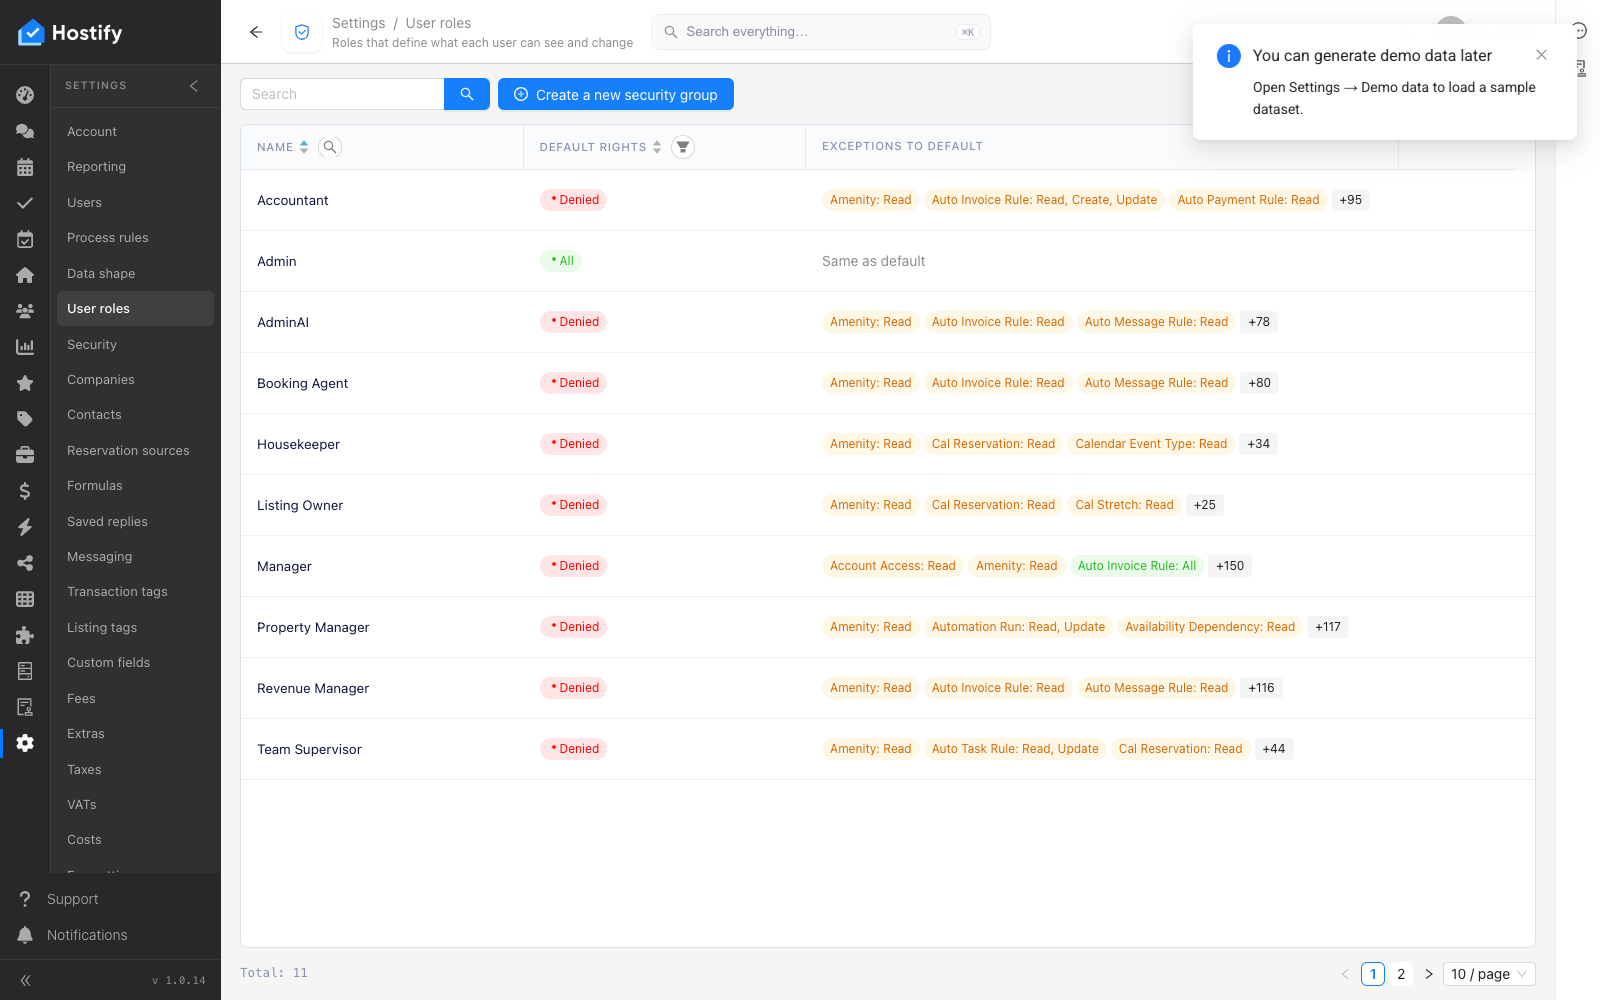 Hostify
SETTINGS
Account
Reporting
Users
Process rules
Data shape
User roles
Security
Companies
Contacts
Reservation sources
Formulas
Saved replies
Messaging
Transaction tags
Listing tags
Custom fields
Fees
Extras
Taxes
VATs
Costs
Support
Notifications
v 1.0.14
Settings / User roles
Roles that define what each user can see and change
Search everything...
⌘K
You can generate demo data later
Open Settings → Demo data to load a sample
dataset.
Search
Create a new security group
NAME DEFAULT RIGHTS EXCEPTIONS TO DEFAULT
Accountant Denied Amenity: Read Auto Invoice Rule: Read, Create, Update Auto Payment Rule: Read +95
Admin All Same as default
AdminAI Denied Amenity: Read Auto Invoice Rule: Read Auto Message Rule: Read +78
Booking Agent Denied Amenity: Read Auto Invoice Rule: Read Auto Message Rule: Read +80
Housekeeper Denied Amenity: Read Cal Reservation: Read Calendar Event Type: Read +34
Listing Owner Denied Amenity: Read Cal Reservation: Read Cal Stretch: Read +25
Manager Denied Account Access: Read Amenity: Read Auto Invoice Rule: All +150
Property Manager Denied Amenity: Read Automation Run: Read, Update Availability Dependency: Read +117
Revenue Manager Denied Amenity: Read Auto Invoice Rule: Read Auto Message Rule: Read +116
Team Supervisor Denied Amenity: Read Auto Task Rule: Read, Update Cal Reservation: Read +44
Total: 11
1 2 10 / page